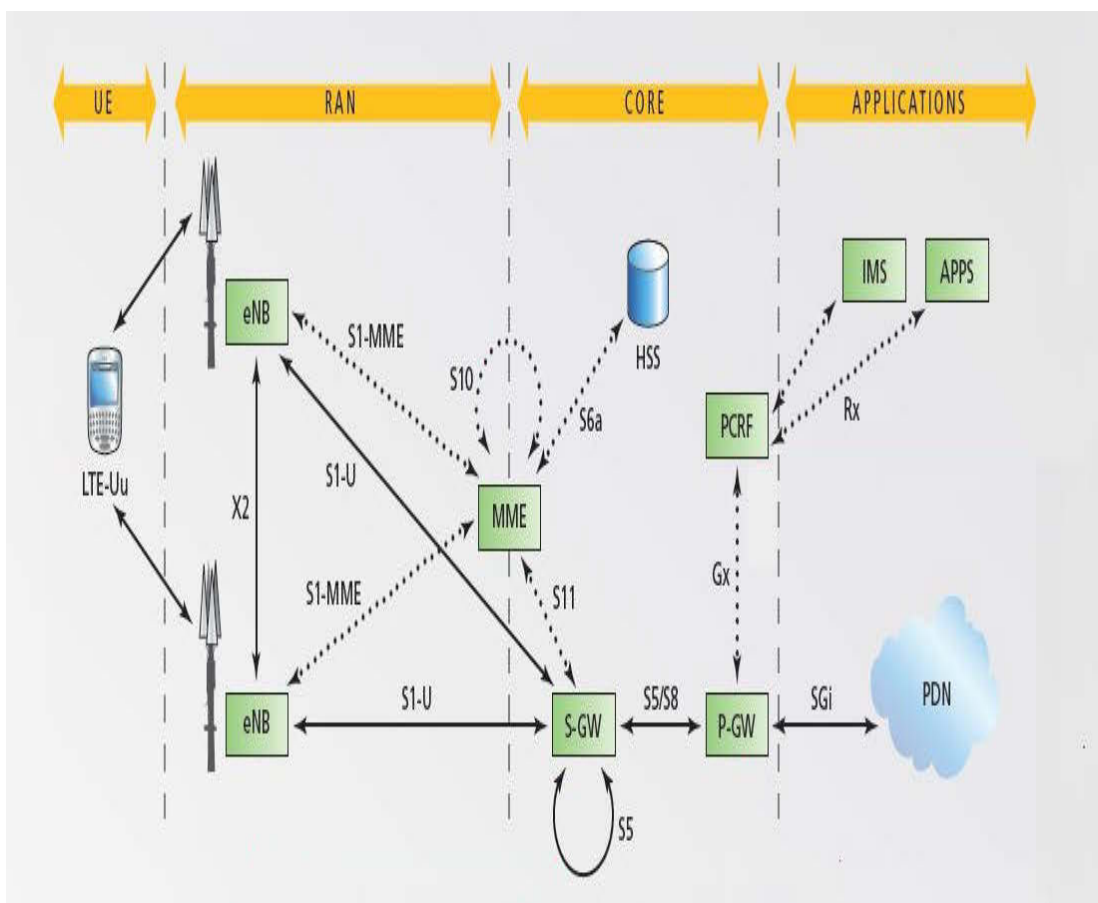 UE
RAN
CORE
APPLICATIONS
IMS
APPS
eNB
S1-MME
HSS
S10
S6a
PCRF
Rx
LTE-Uu
S1-U
X2
MME
S1-MME
S11
Gx
S1-U
S5/S8
SGi
PDN
eNB
S-GW
P-GW
S5